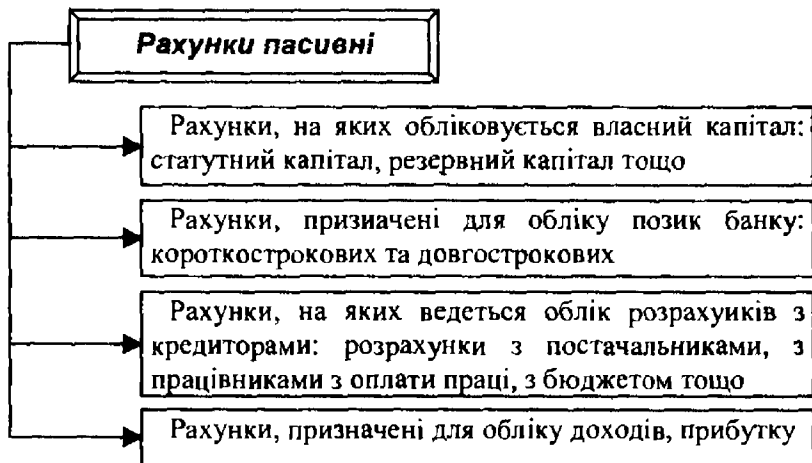 Рахунки пасивні
Рахунки, на яких обліковується власний капітал:
статутний капітал, резервний капітал тощо
Рахунки, призначені для обліку позик банку:
короткострокових та довгострокових
Рахунки, на яких ведеться облік розрахунків з
кредиторами: розрахунки з постачальниками, з
працівниками з оплати праці, з бюджетом тощо
Рахунки, призначені для обліку доходів, прибутку